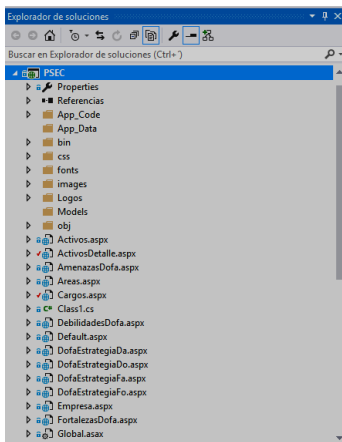 Explorador de soluciones
Buscar en Explorador de soluciones (Ctrl+´)
PSEC
Properties
Referencias
App_Code
App_Data
bin
css
fonts
images
Logos
Models
obj
Activos.aspx
ActivosDetalle.aspx
AmenazasDofa.aspx
Areas.aspx
Cargos.aspx
C# Class1.cs
DebilidadesDofa.aspx
Default.aspx
DofaEstrategiaDa.aspx
DofaEstrategiaDo.aspx
DofaEstrategiaFa.aspx
DofaEstrategiaFo.aspx
Empresa.aspx
FortalezasDofa.aspx
Global.asax